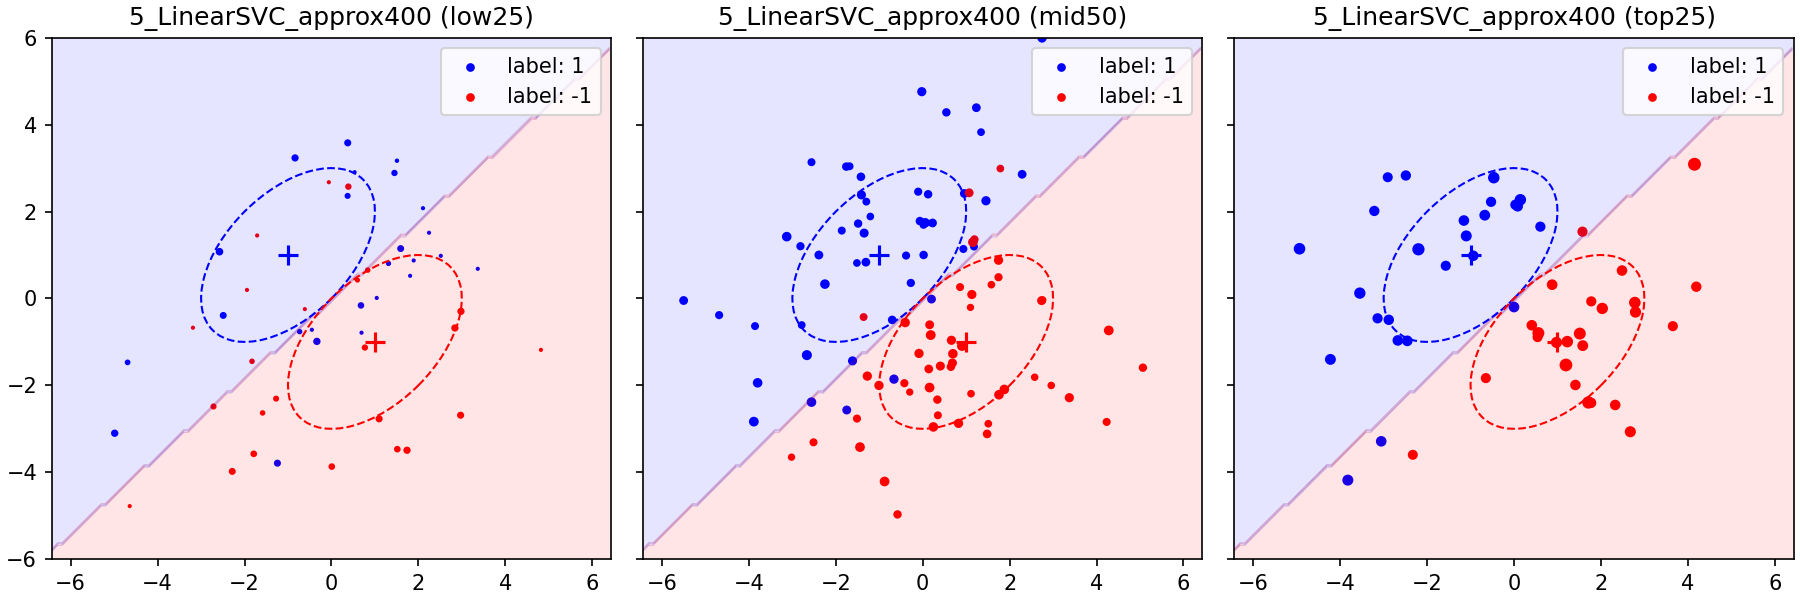 5_LinearSVC_approx400 (low25)
5_LinearSVC_approx400 (mid50)
5_LinearSVC_approx400 (top25)
label: 1
label: -1
label: 1
label: -1
label: 1
label: -1
6
4
2
0
−2
−4
−6
−6 −4 −2 0 2 4 6
−6 −4 −2 0 2 4 6
−6 −4 −2 0 2 4 6